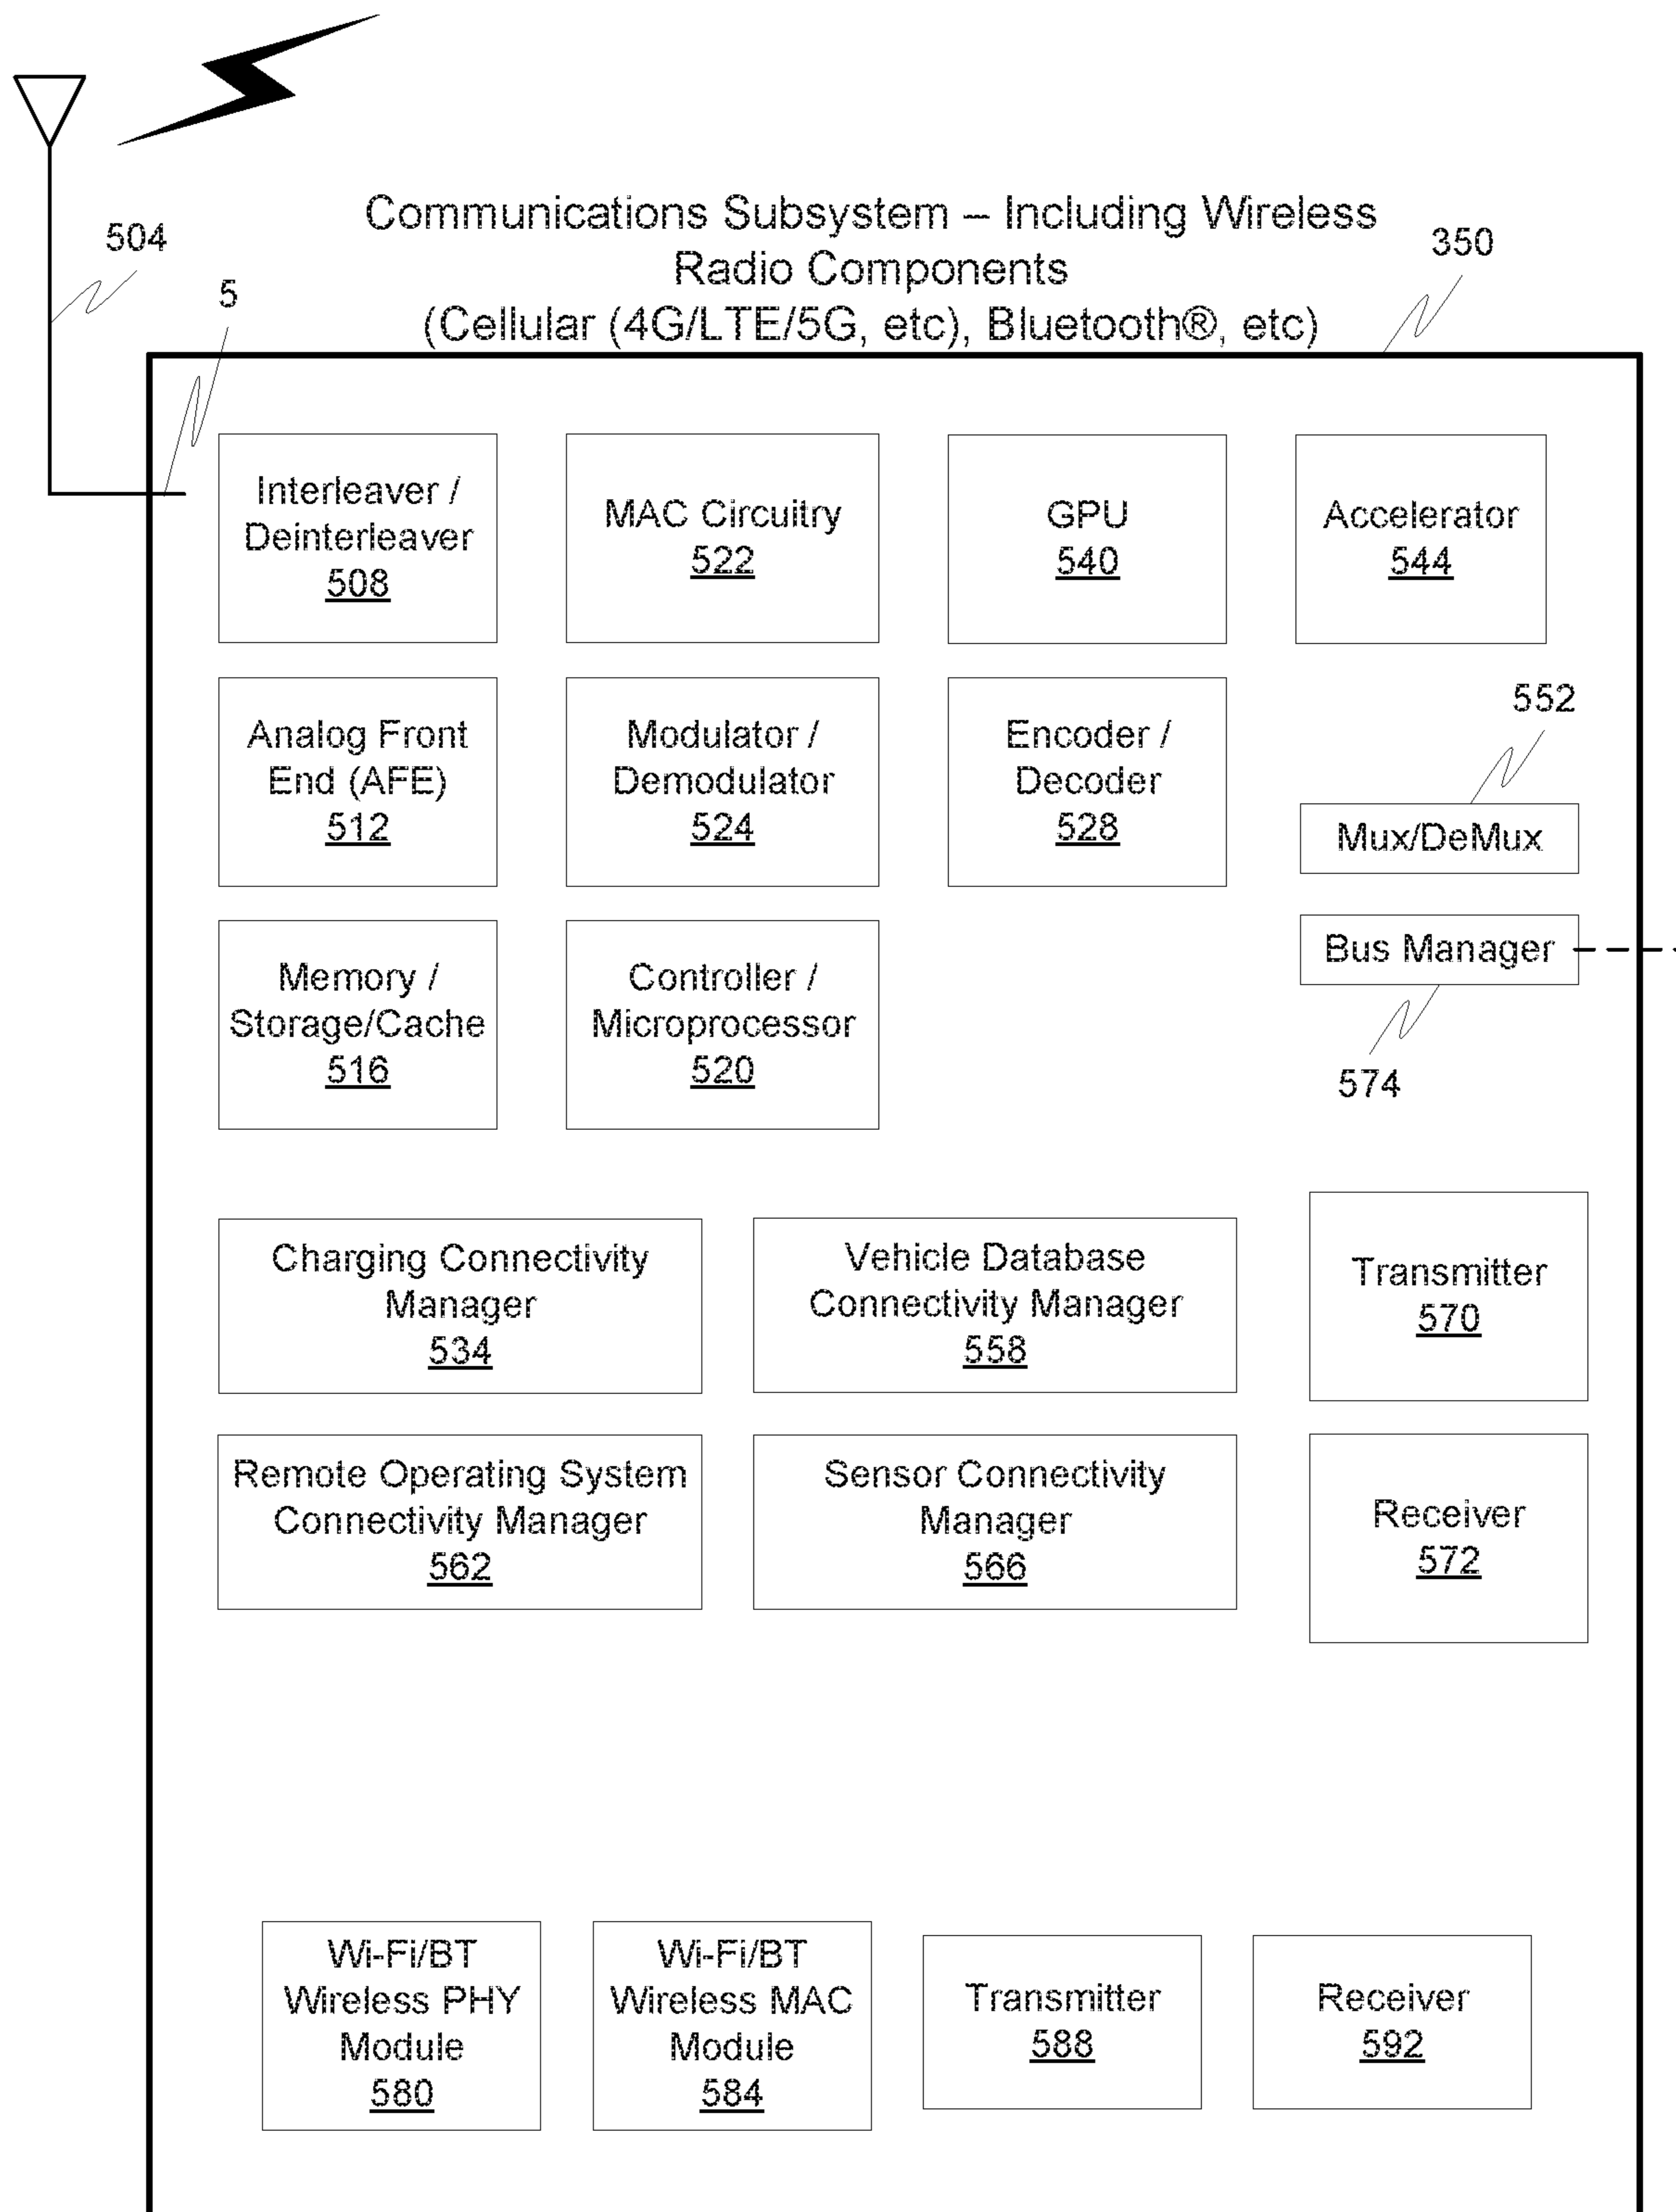 Communications Subsystem – Including Wireless
Radio Components
(Cellular (4G/LTE/5G, etc), Bluetooth®, etc)
504
5
350
Interleaver /
Deinterleaver
508
MAC Circuitry
522
GPU
540
Accelerator
544
Analog Front
End (AFE)
512
Modulator /
Demodulator
524
Encoder /
Decoder
528
552
Mux/DeMux
Bus Manager
574
Memory /
Storage/Cache
516
Controller /
Microprocessor
520
Charging Connectivity
Manager
534
Vehicle Database
Connectivity Manager
558
Transmitter
570
Remote Operating System
Connectivity Manager
562
Sensor Connectivity
Manager
566
Receiver
572
Wi-Fi/BT
Wireless PHY
Module
580
Wi-Fi/BT
Wireless MAC
Module
584
Transmitter
588
Receiver
592